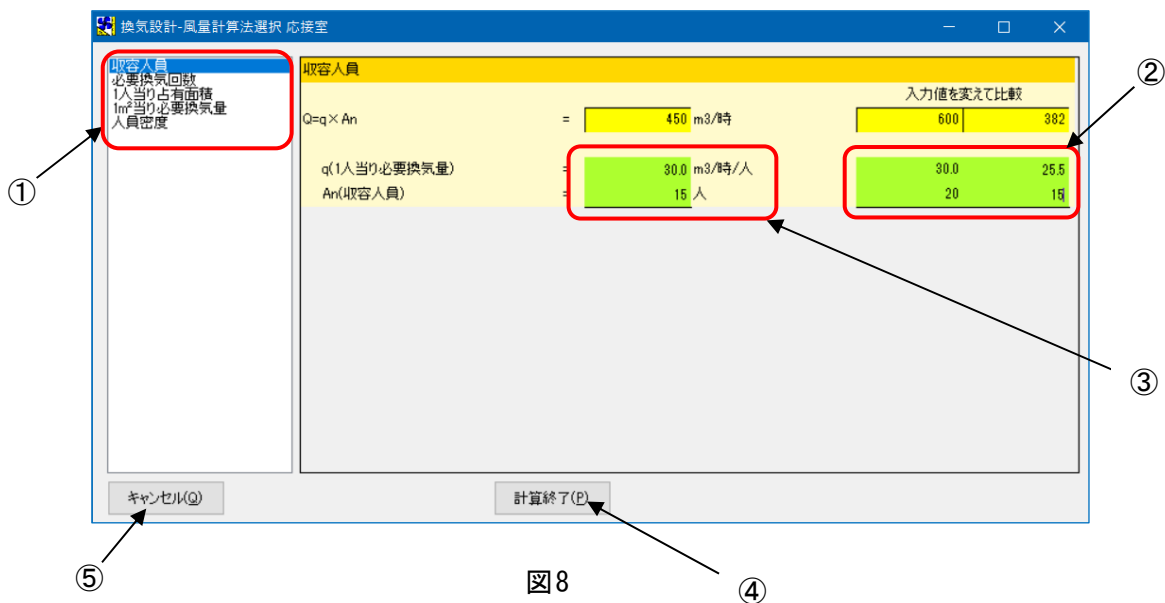 換気設計-風量計算法選択 応接室
収容人員
必要換気回数
1人当り占有面積
1m²当り必要換気量
人員密度
収容人員
入力値を変えて比較
Q=q×An = 450 m3/時 600 382
q(1人当り必要換気量) = 30.0 m3/時/人 30.0 25.5
An(収容人員) = 15 人 20 15
キャンセル(Q) 計算終了(P)
①
②
③
④
⑤
図8